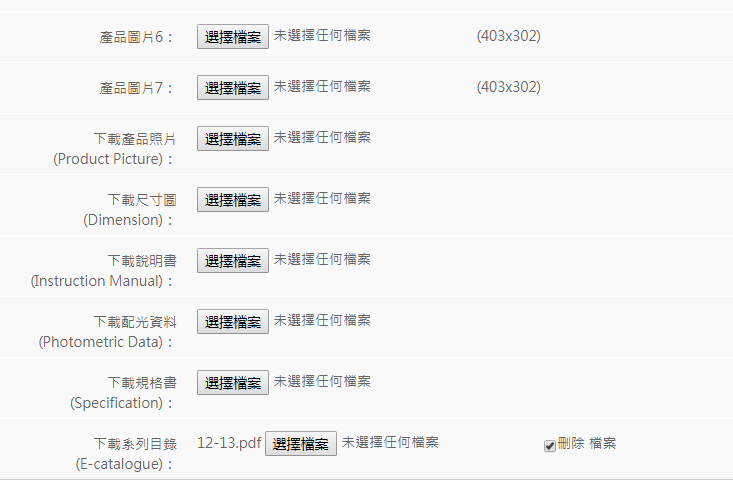 產品圖片6： 選擇檔案 未選擇任何檔案 (403x302)
產品圖片7： 選擇檔案 未選擇任何檔案 (403x302)
下載產品照片 選擇檔案 未選擇任何檔案
(Product Picture)：
下載尺寸圖 選擇檔案 未選擇任何檔案
(Dimension)：
下載說明書 選擇檔案 未選擇任何檔案
(Instruction Manual)：
下載配光資料 選擇檔案 未選擇任何檔案
(Photometric Data)：
下載規格書 選擇檔案 未選擇任何檔案
(Specification)：
下載系列目錄 12-13.pdf 選擇檔案 未選擇任何檔案 刪除 檔案
(E-catalogue)：